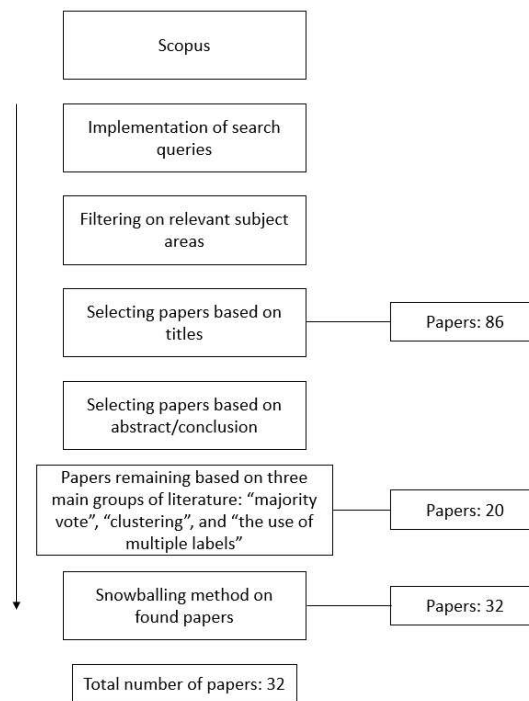 Scopus
Implementation of search
queries
Filtering on relevant subject
areas
Selecting papers based on
titles
Papers: 86
Selecting papers based on
abstract/conclusion
Papers remaining based on three
main groups of literature: “majority
vote”, “clustering”, and “the use of
multiple labels”
Papers: 20
Snowballing method on
found papers
Papers: 32
Total number of papers: 32